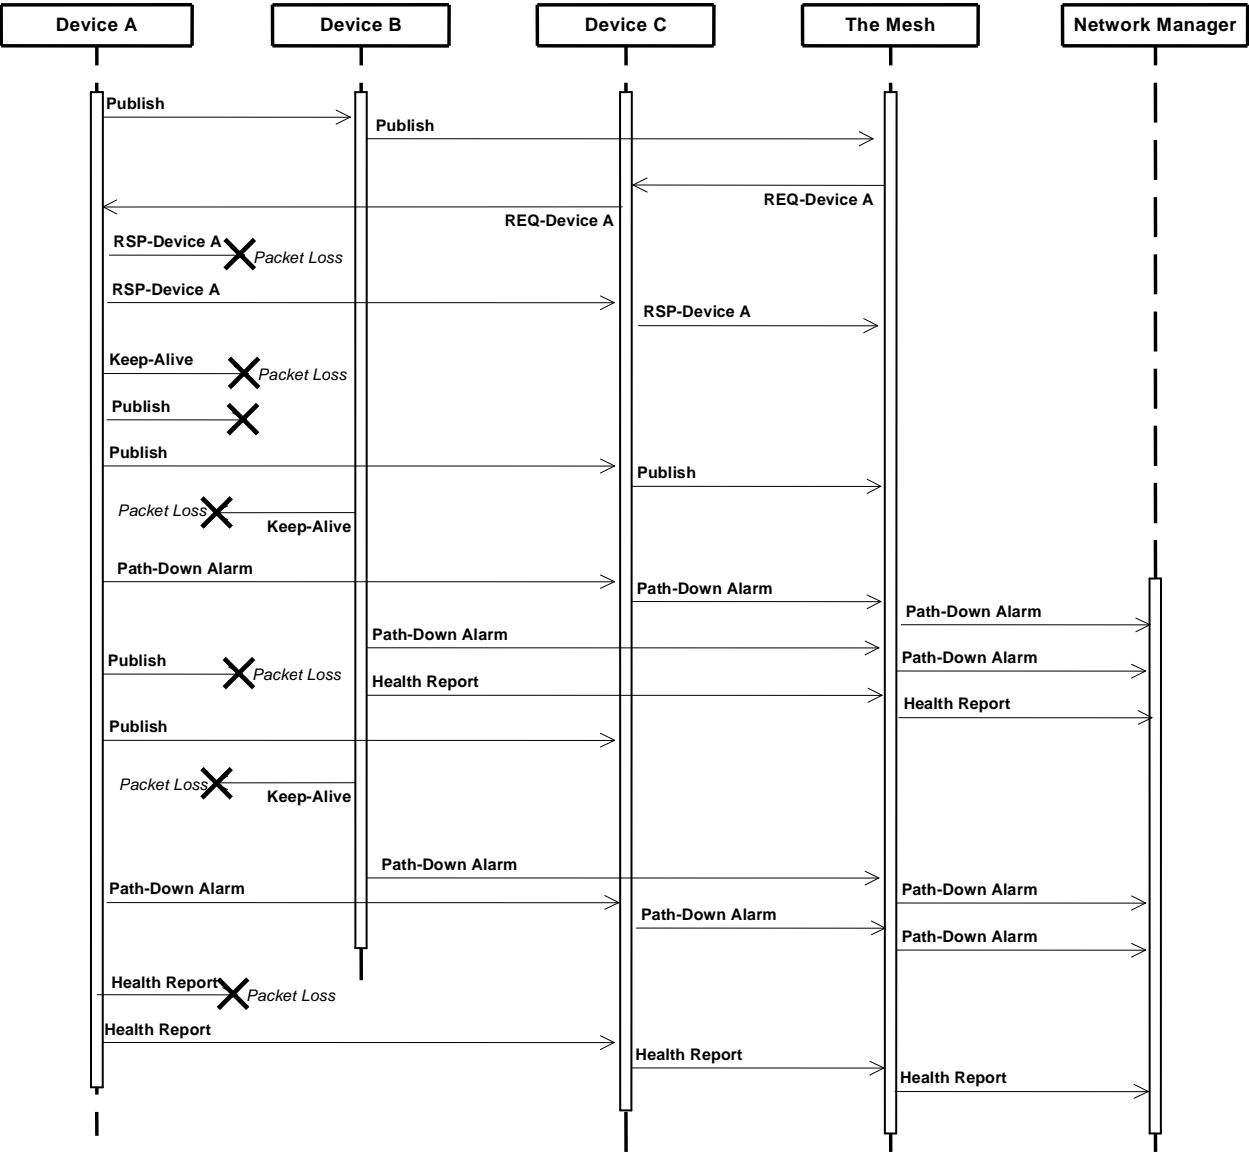 Device A
Device B
Device C
The Mesh
Network Manager
Publish
Publish
REQ-Device A
REQ-Device A
RSP-Device A
Packet Loss
RSP-Device A
RSP-Device A
Keep-Alive
Packet Loss
Publish
Publish
Publish
Packet Loss
Keep-Alive
Path-Down Alarm
Path-Down Alarm
Path-Down Alarm
Path-Down Alarm
Publish
Packet Loss
Path-Down Alarm
Health Report
Health Report
Publish
Packet Loss
Keep-Alive
Path-Down Alarm
Path-Down Alarm
Path-Down Alarm
Path-Down Alarm
Path-Down Alarm
Health Report
Packet Loss
Health Report
Health Report
Health Report